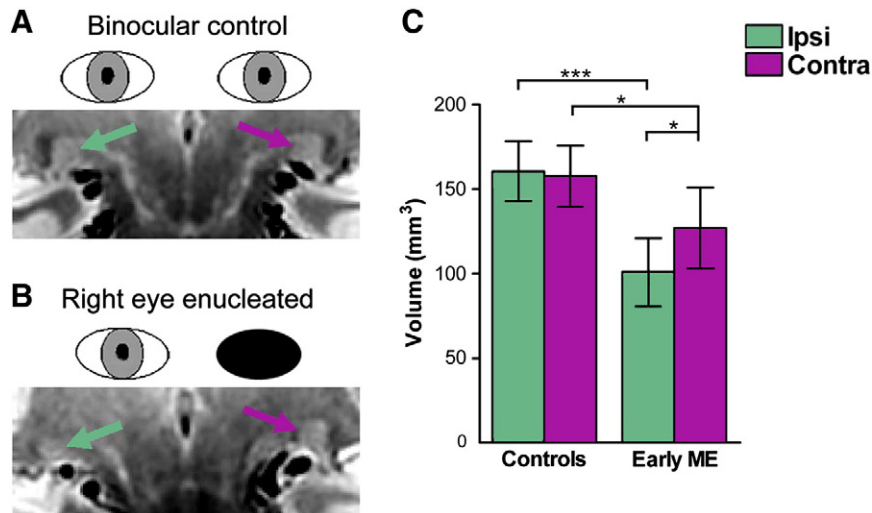 A
Binocular control
B
Right eye enucleated
C
Ipsi
Contra
***
*
*
Volume (mm³)
200
150
100
50
0
Controls
Early ME